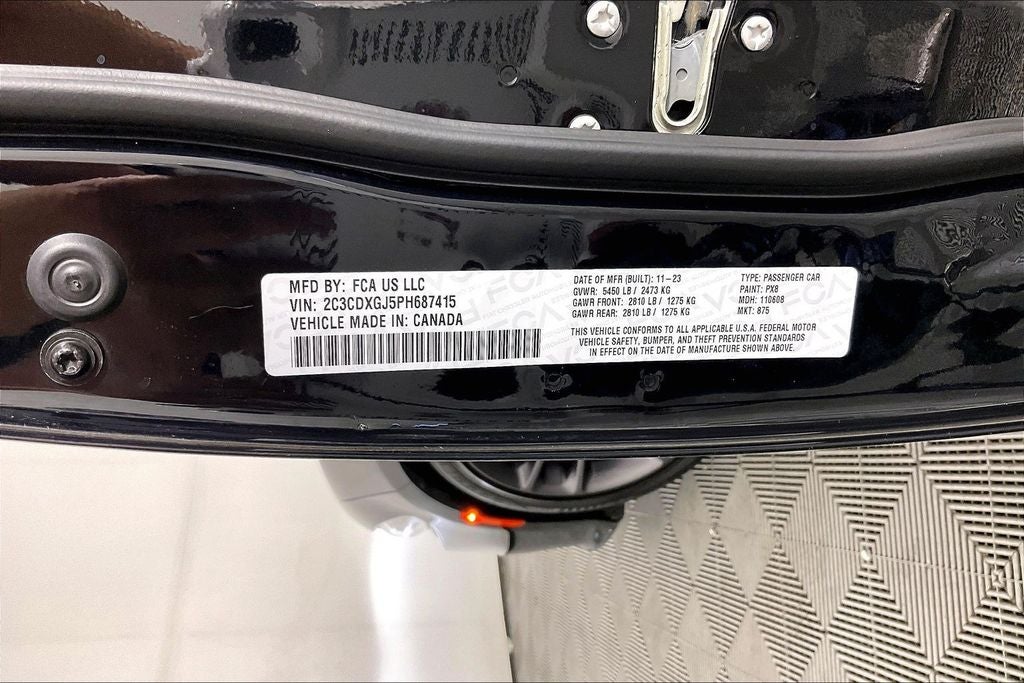 MFD BY: FCA US LLC
VIN: 2C3CDXGJ5PH687415
VEHICLE MADE IN: CANADA
DATE OF MFR (BUILT): 11-23
GVWR: 5450 LB / 2473 KG
GAWR FRONT: 2810 LB / 1275 KG
GAWR REAR: 2810 LB / 1275 KG
TYPE: PASSENGER CAR
PAINT: PX8
MDH: 110608
MKT: 875
THIS VEHICLE CONFORMS TO ALL APPLICABLE U.S.A. FEDERAL MOTOR
VEHICLE SAFETY, BUMPER, AND THEFT PREVENTION STANDARDS
IN EFFECT ON THE DATE OF MANUFACTURE SHOWN ABOVE.